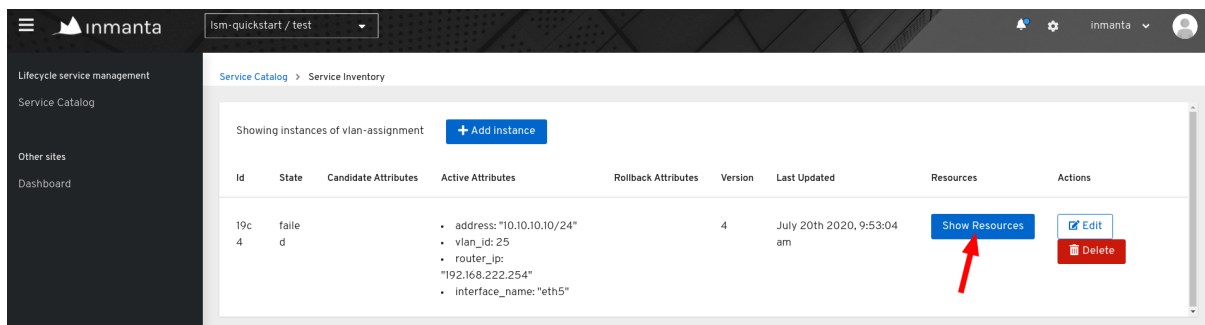 inmanta
lsm-quickstart / test
inmanta
Lifecycle service management
Service Catalog
Other sites
Dashboard
Service Catalog > Service Inventory
Showing instances of vlan-assignment
+ Add instance
Id State Candidate Attributes Active Attributes Rollback Attributes Version Last Updated Resources Actions
19c faile • address: "10.10.10.10/24" 4 July 20th 2020, 9:53:04 Show Resources Edit
4 d • vlan_id: 25 am Delete
• router_ip:
"192.168.222.254"
• interface_name: "eth5"